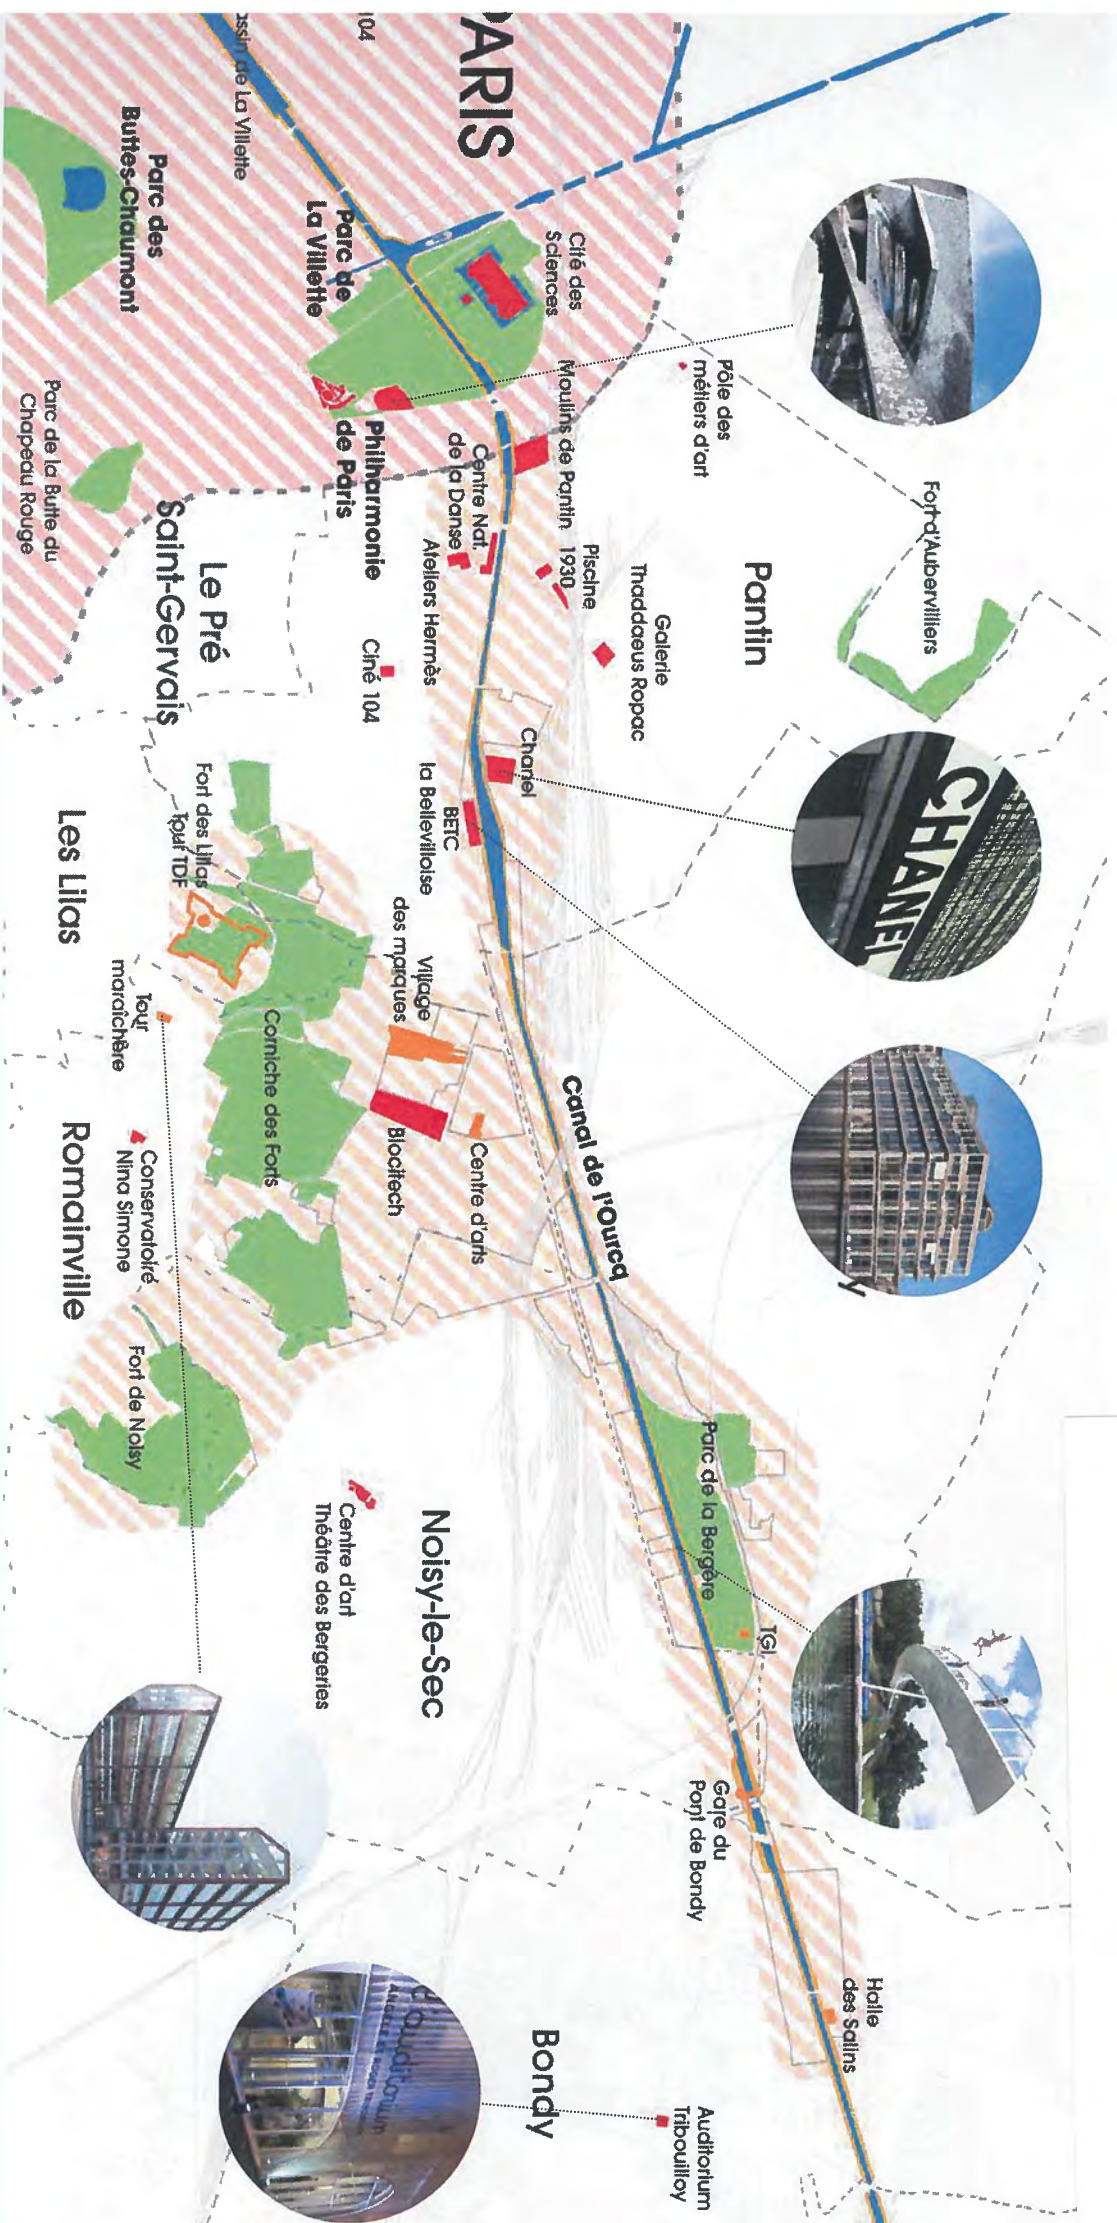 Fort d'Aubervilliers
CHANEL
y
Pantin
Pôle des
métiers d'art
TGI
Halle
des Salins
Parc de la Bergère
Gare du
Pont de Bondy
Auditorium
Tribouilloy
Galerie
Thaddaeus Ropac
Piscine
1930
Cité des
Sciences
Moulins de Pantin
Canal de l'Ourcq
Chanel
PARIS
Bondy
Centre Nat.
de la Danse
Ateliers Hermès
BETC
la Bellevilloise
Centre d'arts
Noisy-le-Sec
Village
des marques
Biocitech
104
Parc de
La Villette
Philharmonie
de Paris
Ciné 104
Centre d'art
Théâtre des Bergeries
l'auditorium
assin de La Villette
Corniche des Forts
Le Pré
Saint-Gervais
Fort des Lilas
Tour TDF
Parc des
Buttes-Chaumont
Tour
maraîchère
Conservatoire
Nina Simone
Fort de Noisy
Les Lilas
Romainville
Parc de la Butte du
Chapeau Rouge